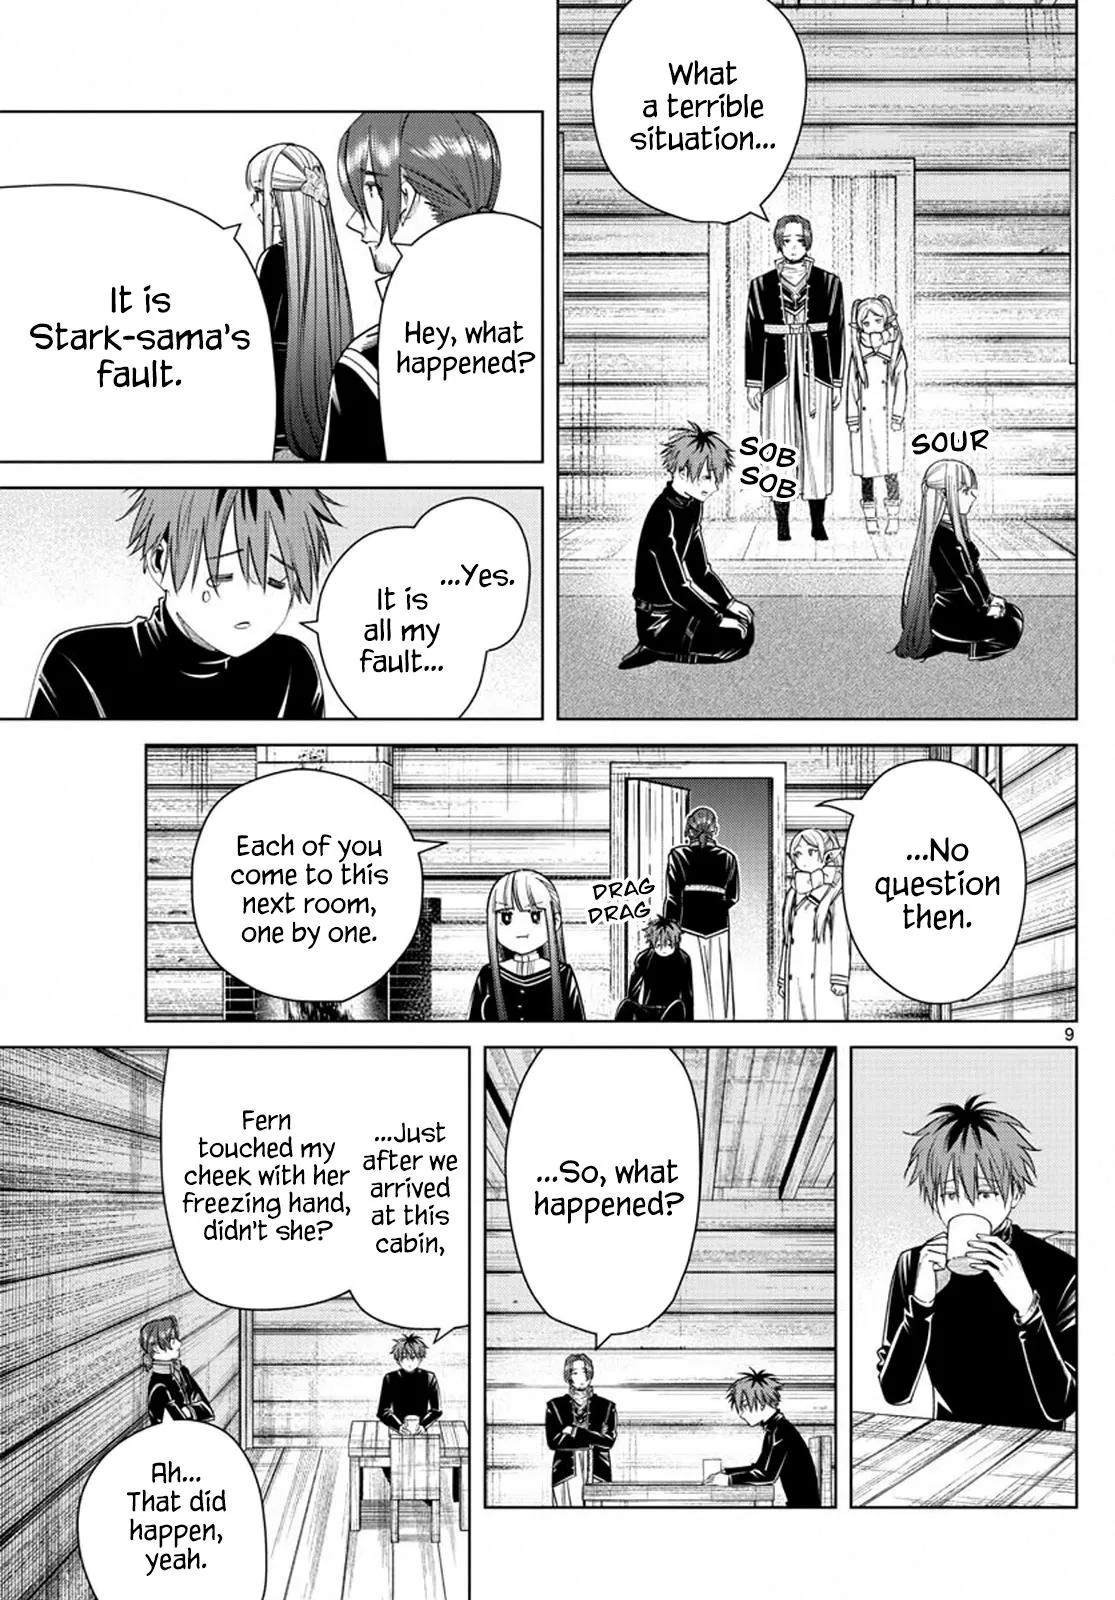 What
a terrible
situation...
SOB
SOB
SOUR
Hey, what
happened?
It is
Stark-sama's
fault.
...Yes.
It is
all my
fault...
...No
question
then.
DRAG
DRAG
Each of you
come to this
next room,
one by one.
9
...So, what
happened?
...Just
after we
arrived
at this
cabin,
Fern
touched my
cheek with her
freezing hand,
didn't she?
Ah...
That did
happen,
yeah.